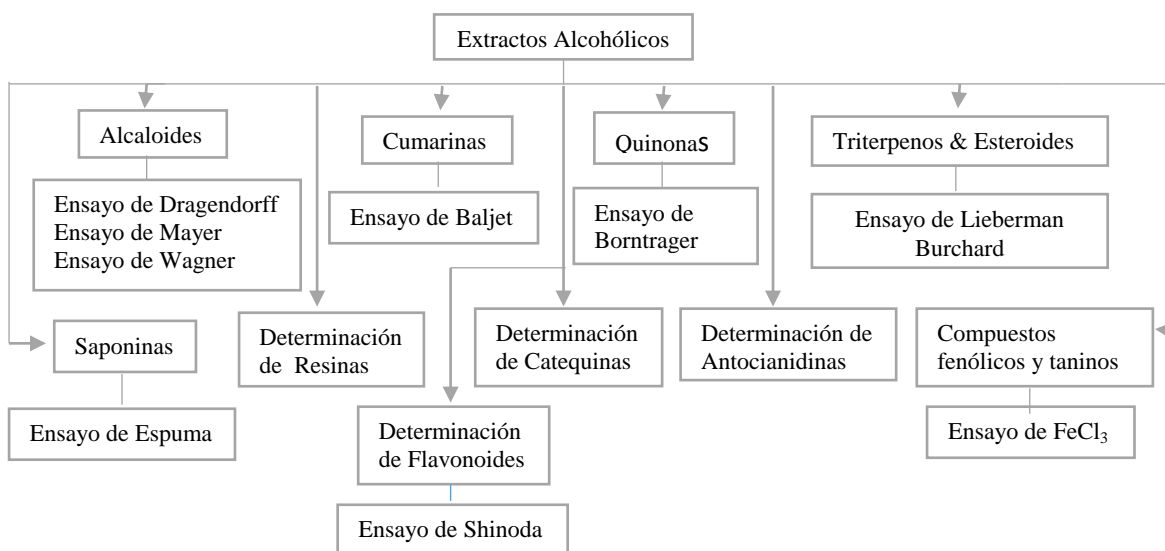 Extractos Alcohólicos
Alcaloides
Cumarinas
Quinonas
Triterpenos & Esteroides
Ensayo de Dragendorff
Ensayo de Mayer
Ensayo de Wagner
Ensayo de Baljet
Ensayo de
Borntrager
Ensayo de Lieberman
Burchard
Saponinas
Determinación
de Resinas
Determinación
de Catequinas
Determinación de
Antocianidinas
Compuestos
fenólicos y taninos
Ensayo de Espuma
Determinación
de Flavonoides
Ensayo de FeCl₃
Ensayo de Shinoda